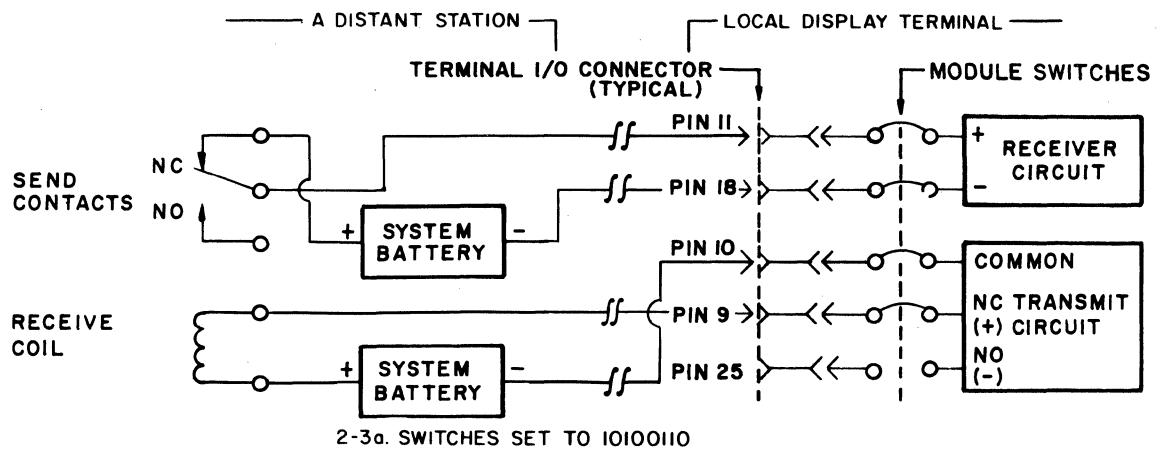 A DISTANT STATION
LOCAL DISPLAY TERMINAL
TERMINAL I/O CONNECTOR
(TYPICAL)
MODULE SWITCHES
SEND
CONTACTS
NC
NO
+ SYSTEM
BATTERY -
PIN 11
PIN 18
+
-
RECEIVER
CIRCUIT
RECEIVE
COIL
+ SYSTEM
BATTERY -
PIN 10
PIN 9
PIN 25
COMMON
NC TRANSMIT
(+) CIRCUIT
NO
(-)
2-3a. SWITCHES SET TO 10100110